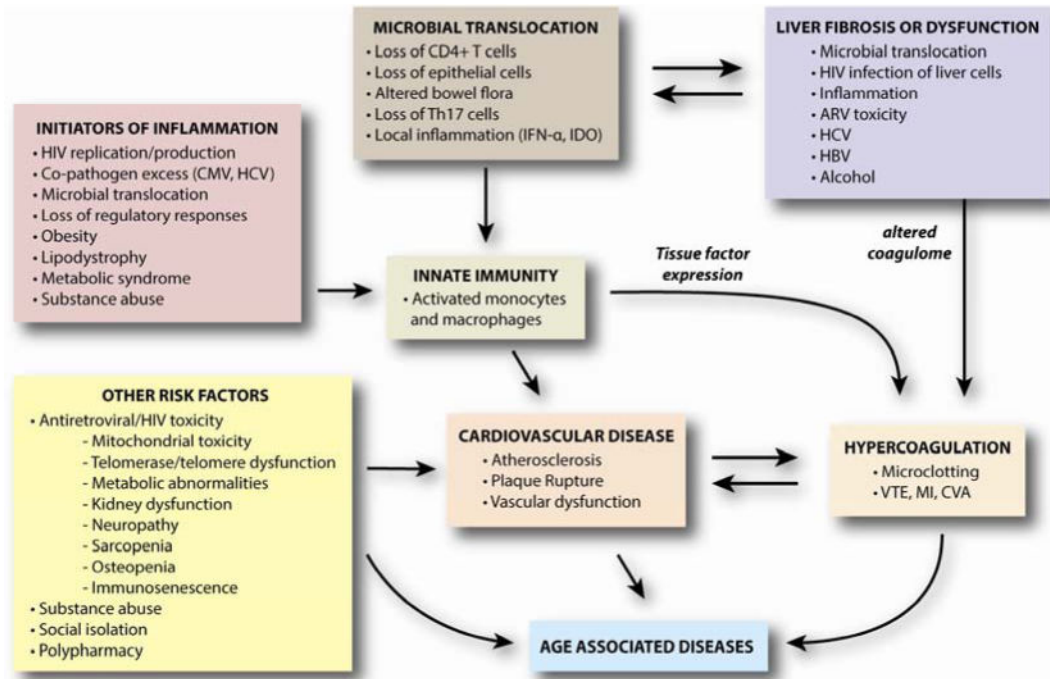 MICROBIAL TRANSLOCATION
• Loss of CD4+ T cells
• Loss of epithelial cells
• Altered bowel flora
• Loss of Th17 cells
• Local inflammation (IFN-α, IDO)
LIVER FIBROSIS OR DYSFUNCTION
• Microbial translocation
• HIV infection of liver cells
• Inflammation
• ARV toxicity
• HCV
• HBV
• Alcohol
INITIATORS OF INFLAMMATION
• HIV replication/production
• Co-pathogen excess (CMV, HCV)
• Microbial translocation
• Loss of regulatory responses
• Obesity
• Lipodystrophy
• Metabolic syndrome
• Substance abuse
INNATE IMMUNITY
• Activated monocytes
and macrophages
Tissue factor
expression
altered
coagulome
OTHER RISK FACTORS
• Antiretroviral/HIV toxicity
- Mitochondrial toxicity
- Telomerase/telomere dysfunction
- Metabolic abnormalities
- Kidney dysfunction
- Neuropathy
- Sarcopenia
- Osteopenia
- Immunosenescence
• Substance abuse
• Social isolation
• Polypharmacy
CARDIOVASCULAR DISEASE
• Atherosclerosis
• Plaque Rupture
• Vascular dysfunction
HYPERCOAGULATION
• Microclotting
• VTE, MI, CVA
AGE ASSOCIATED DISEASES